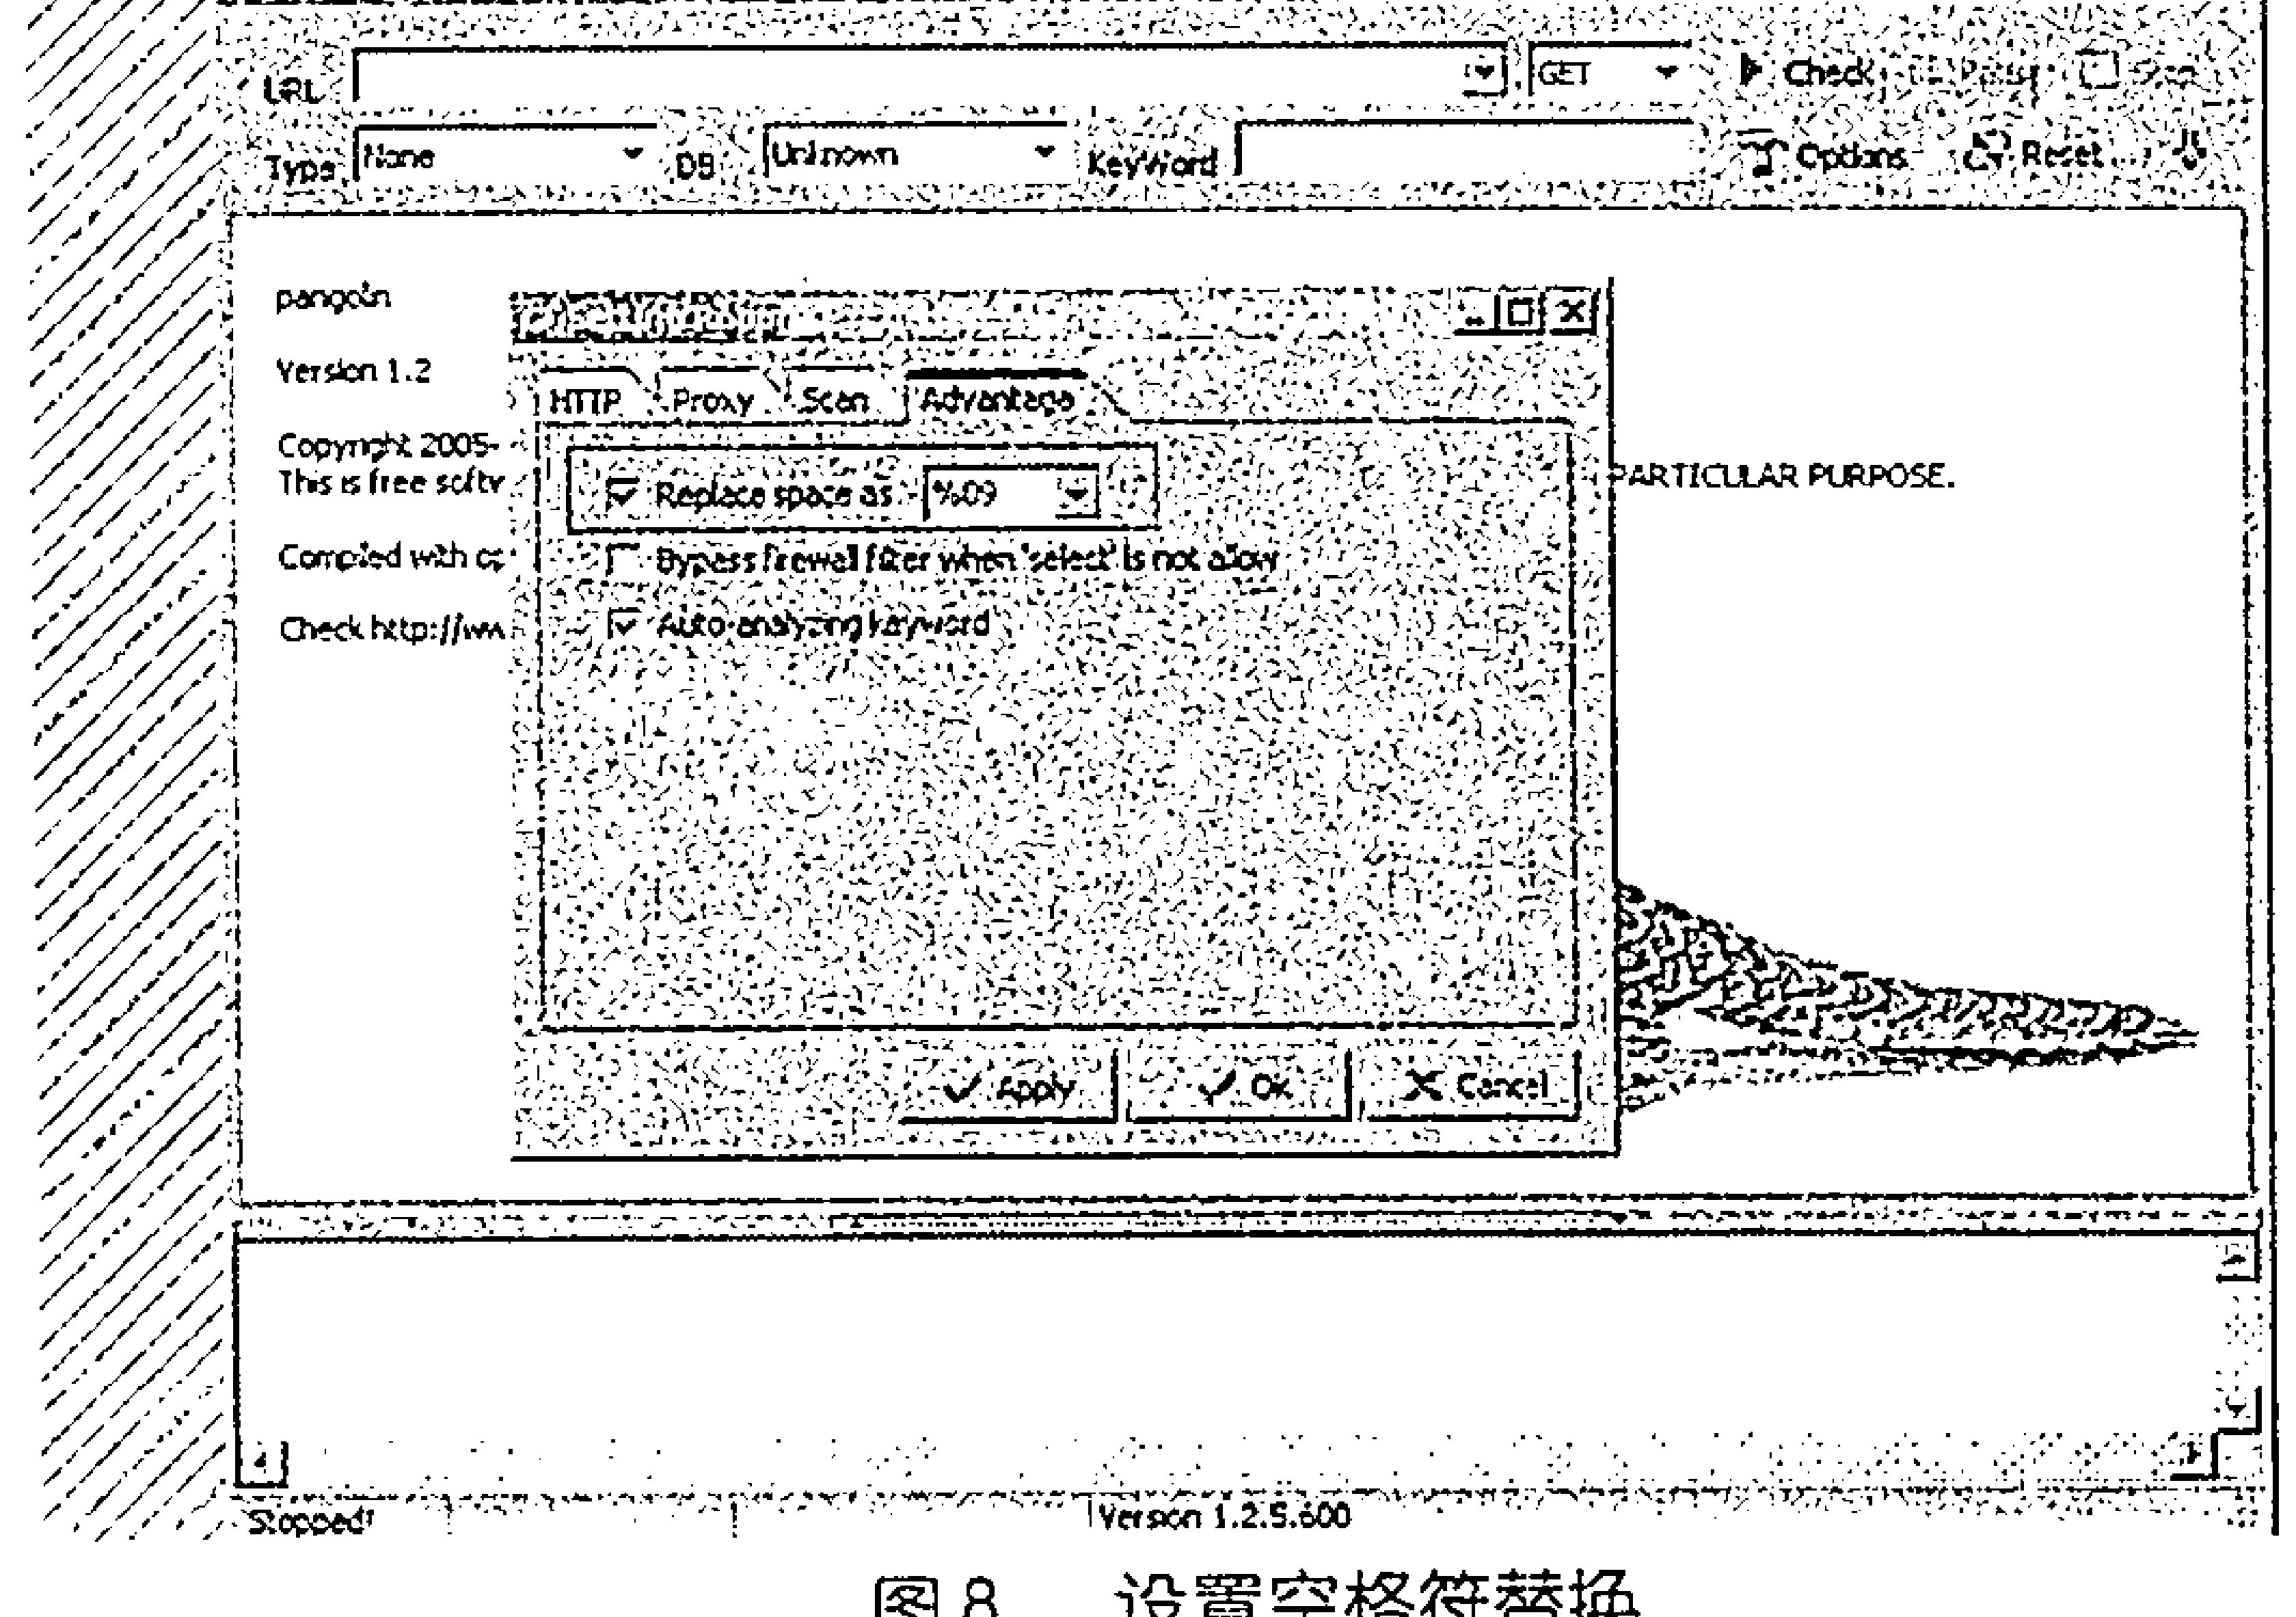 URL GET Check
Type None DB Unknown KeyWord Options Reset
pangolin
Version 1.2
HTTP Proxy Scan Advantage
Copyright 2005-
This is free softw
PARTICULAR PURPOSE.
Replace space as %09
Compiled with
Bypass firewall filter when 'select' is not allow
Check http://ww
Auto-analyzing keyword
Apply Ok Cancel
Stopped! Version 1.2.5.600
图8 设置空格符替换